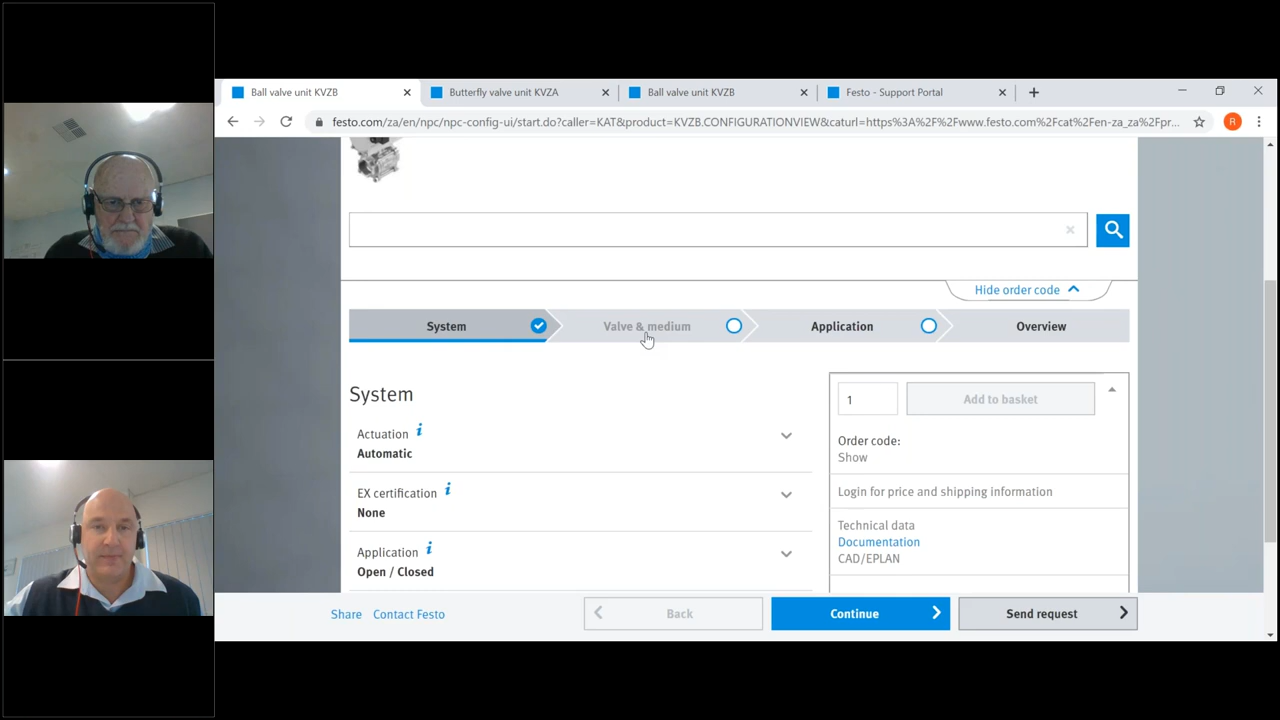 Ball valve unit KVZB
Butterfly valve unit KVZA
Ball valve unit KVZB
Festo - Support Portal
festo.com/za/en/npc/npc-config-ui/start.do?caller=KAT&product=KVZB.CONFIGURATIONVIEW&caturl=https%3A%2F%2Fwww.festo.com%2Fcat%2Fen-za_za%2Fpr...
R
Hide order code
System
Valve & medium
Application
Overview
System
Actuation i
Automatic
EX certification i
None
Application i
Open / Closed
1
Add to basket
Order code:
Show
Login for price and shipping information
Technical data
Documentation
CAD/EPLAN
Share
Contact Festo
Back
Continue
Send request